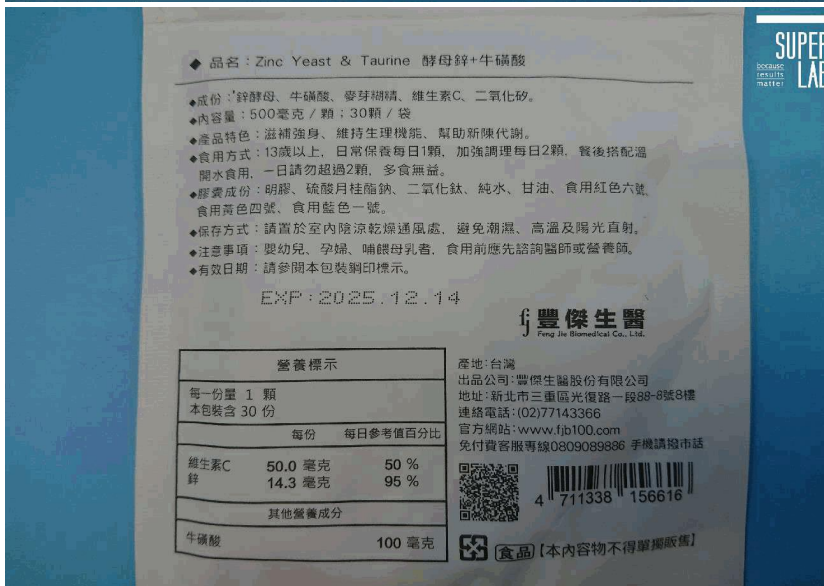 ◆ 品名：Zinc Yeast & Taurine 酵母鋅+牛磺酸
◆成份：鋅酵母、牛磺酸、麥芽糊精、維生素C、二氧化矽。
◆內容量：500毫克／顆；30顆／袋
◆產品特色：滋補強身、維持生理機能、幫助新陳代謝。
◆食用方式：13歲以上，日常保養每日1顆，加強調理每日2顆，餐後搭配溫
開水食用，一日請勿超過2顆，多食無益。
◆膠囊成份：明膠、硫酸月桂酯鈉、二氧化鈦、純水、甘油、食用紅色六號、
食用黃色四號、食用藍色一號。
◆保存方式：請置於室內陰涼乾燥通風處，避免潮濕、高溫及陽光直射。
◆注意事項：嬰幼兒、孕婦、哺餵母乳者，食用前應先諮詢醫師或營養師。
◆有效日期：請參閱本包裝鋼印標示。
EXP:2025.12.14
fj 豐傑生醫
Feng Jie Biomedical Co., Ltd.
營養標示
每一份量 1 顆
本包裝含 30 份
每份 每日參考值百分比
維生素C 50.0 毫克 50 %
鋅 14.3 毫克 95 %
其他營養成分
牛磺酸 100 毫克
產地:台灣
出品公司:豐傑生醫股份有限公司
地址:新北市三重區光復路一段88-8號8樓
連絡電話:(02)77143366
官方網站:www.fjb100.com
免付費客服專線0809089886 手機請撥市話
4 711338 156616
食品【本內容物不得單獨販售】
SUPER
LAB
because
results
matter